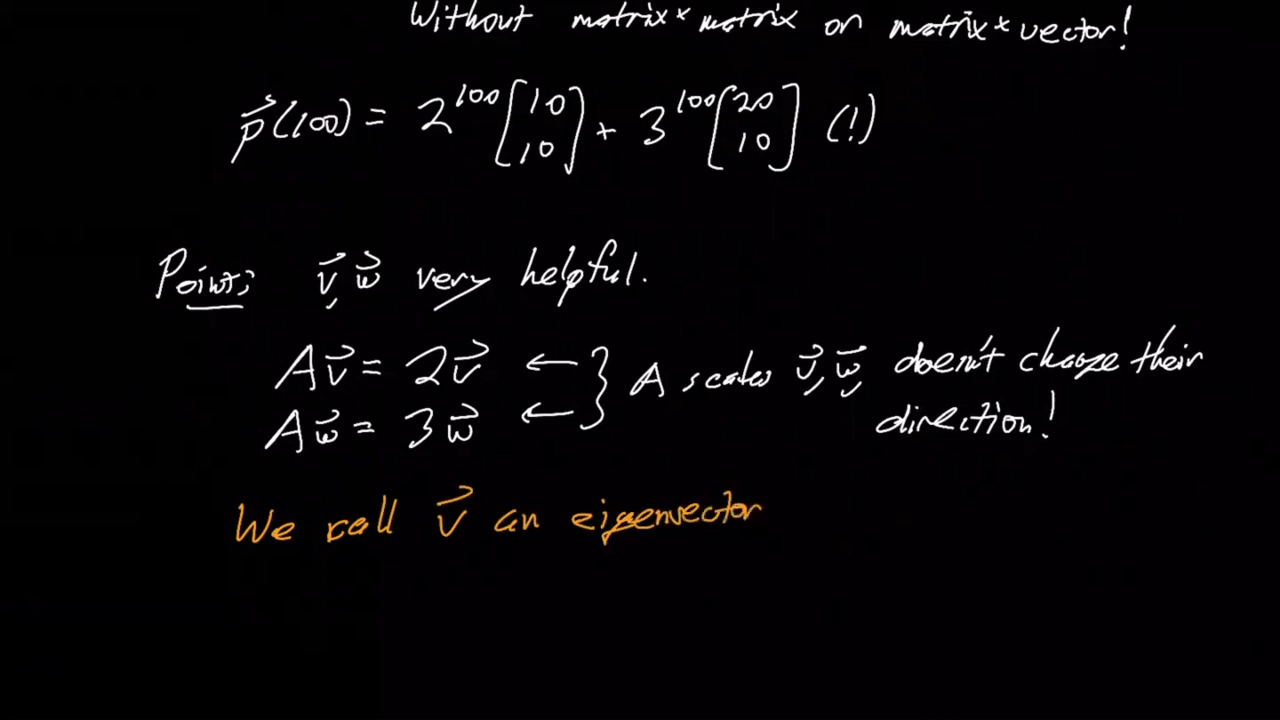 Without matrix × matrix or matrix × vector!
p⃗(100) = 2^100 [10 10] + 3^100 [20 10] (!)
Point: v⃗, w⃗ very helpful.
Av⃗ = 2v⃗ ← } A scales v⃗, w⃗, doesn't change their
Aw⃗ = 3w⃗ ← direction!
We call v⃗ an eigenvector